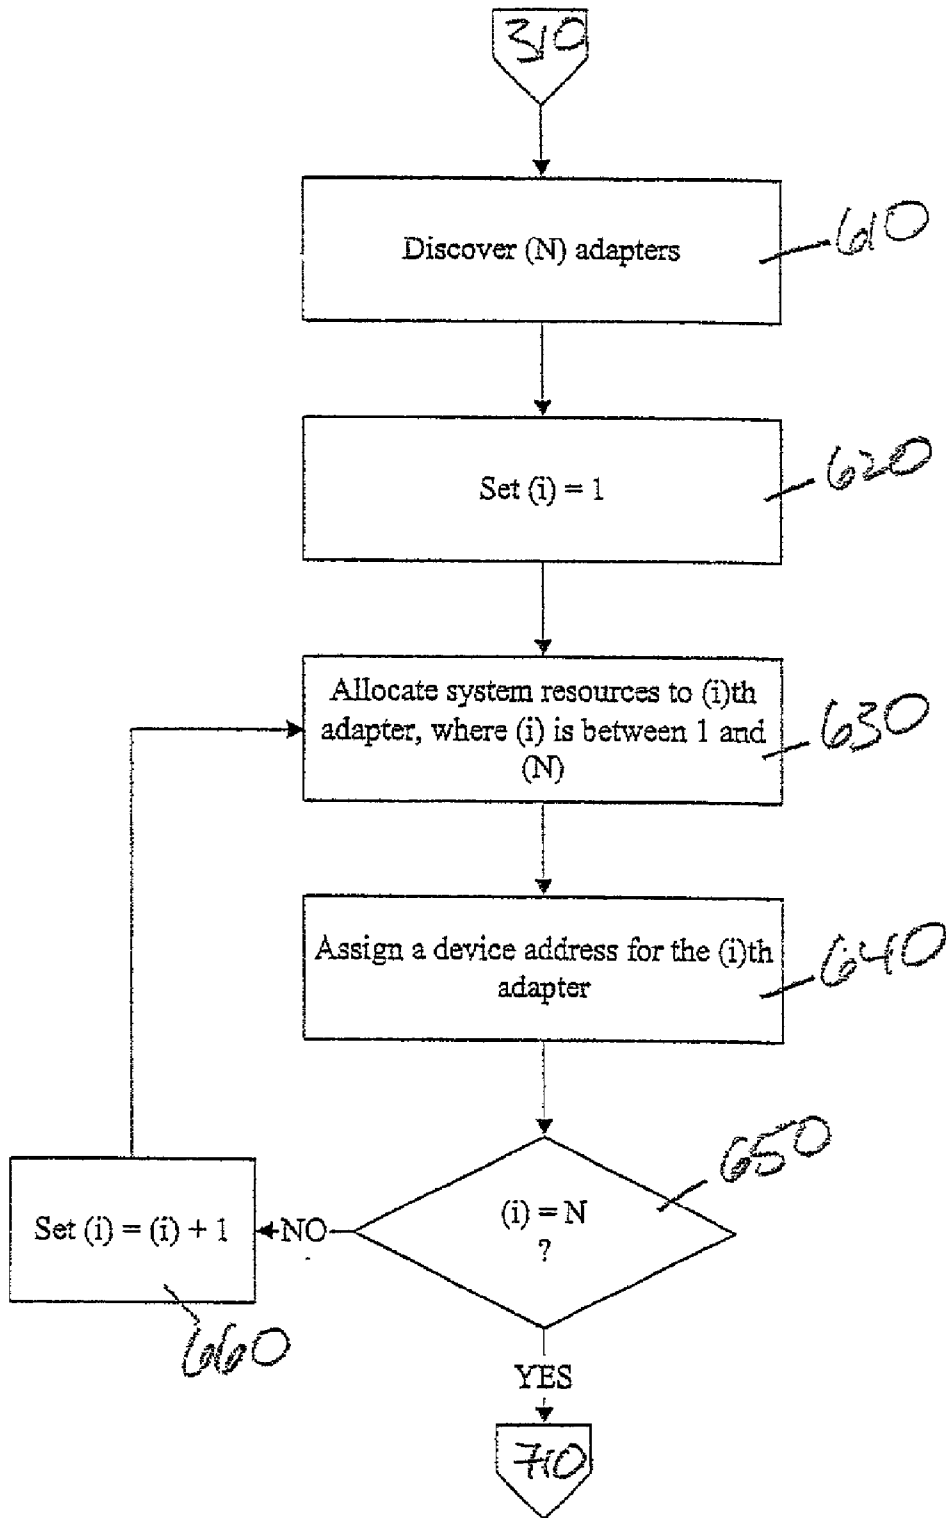 310
Discover (N) adapters
610
Set (i) = 1
620
Allocate system resources to (i)th
adapter, where (i) is between 1 and
(N)
630
Assign a device address for the (i)th
adapter
640
(i) = N
?
650
NO
Set (i) = (i) + 1
660
YES
710